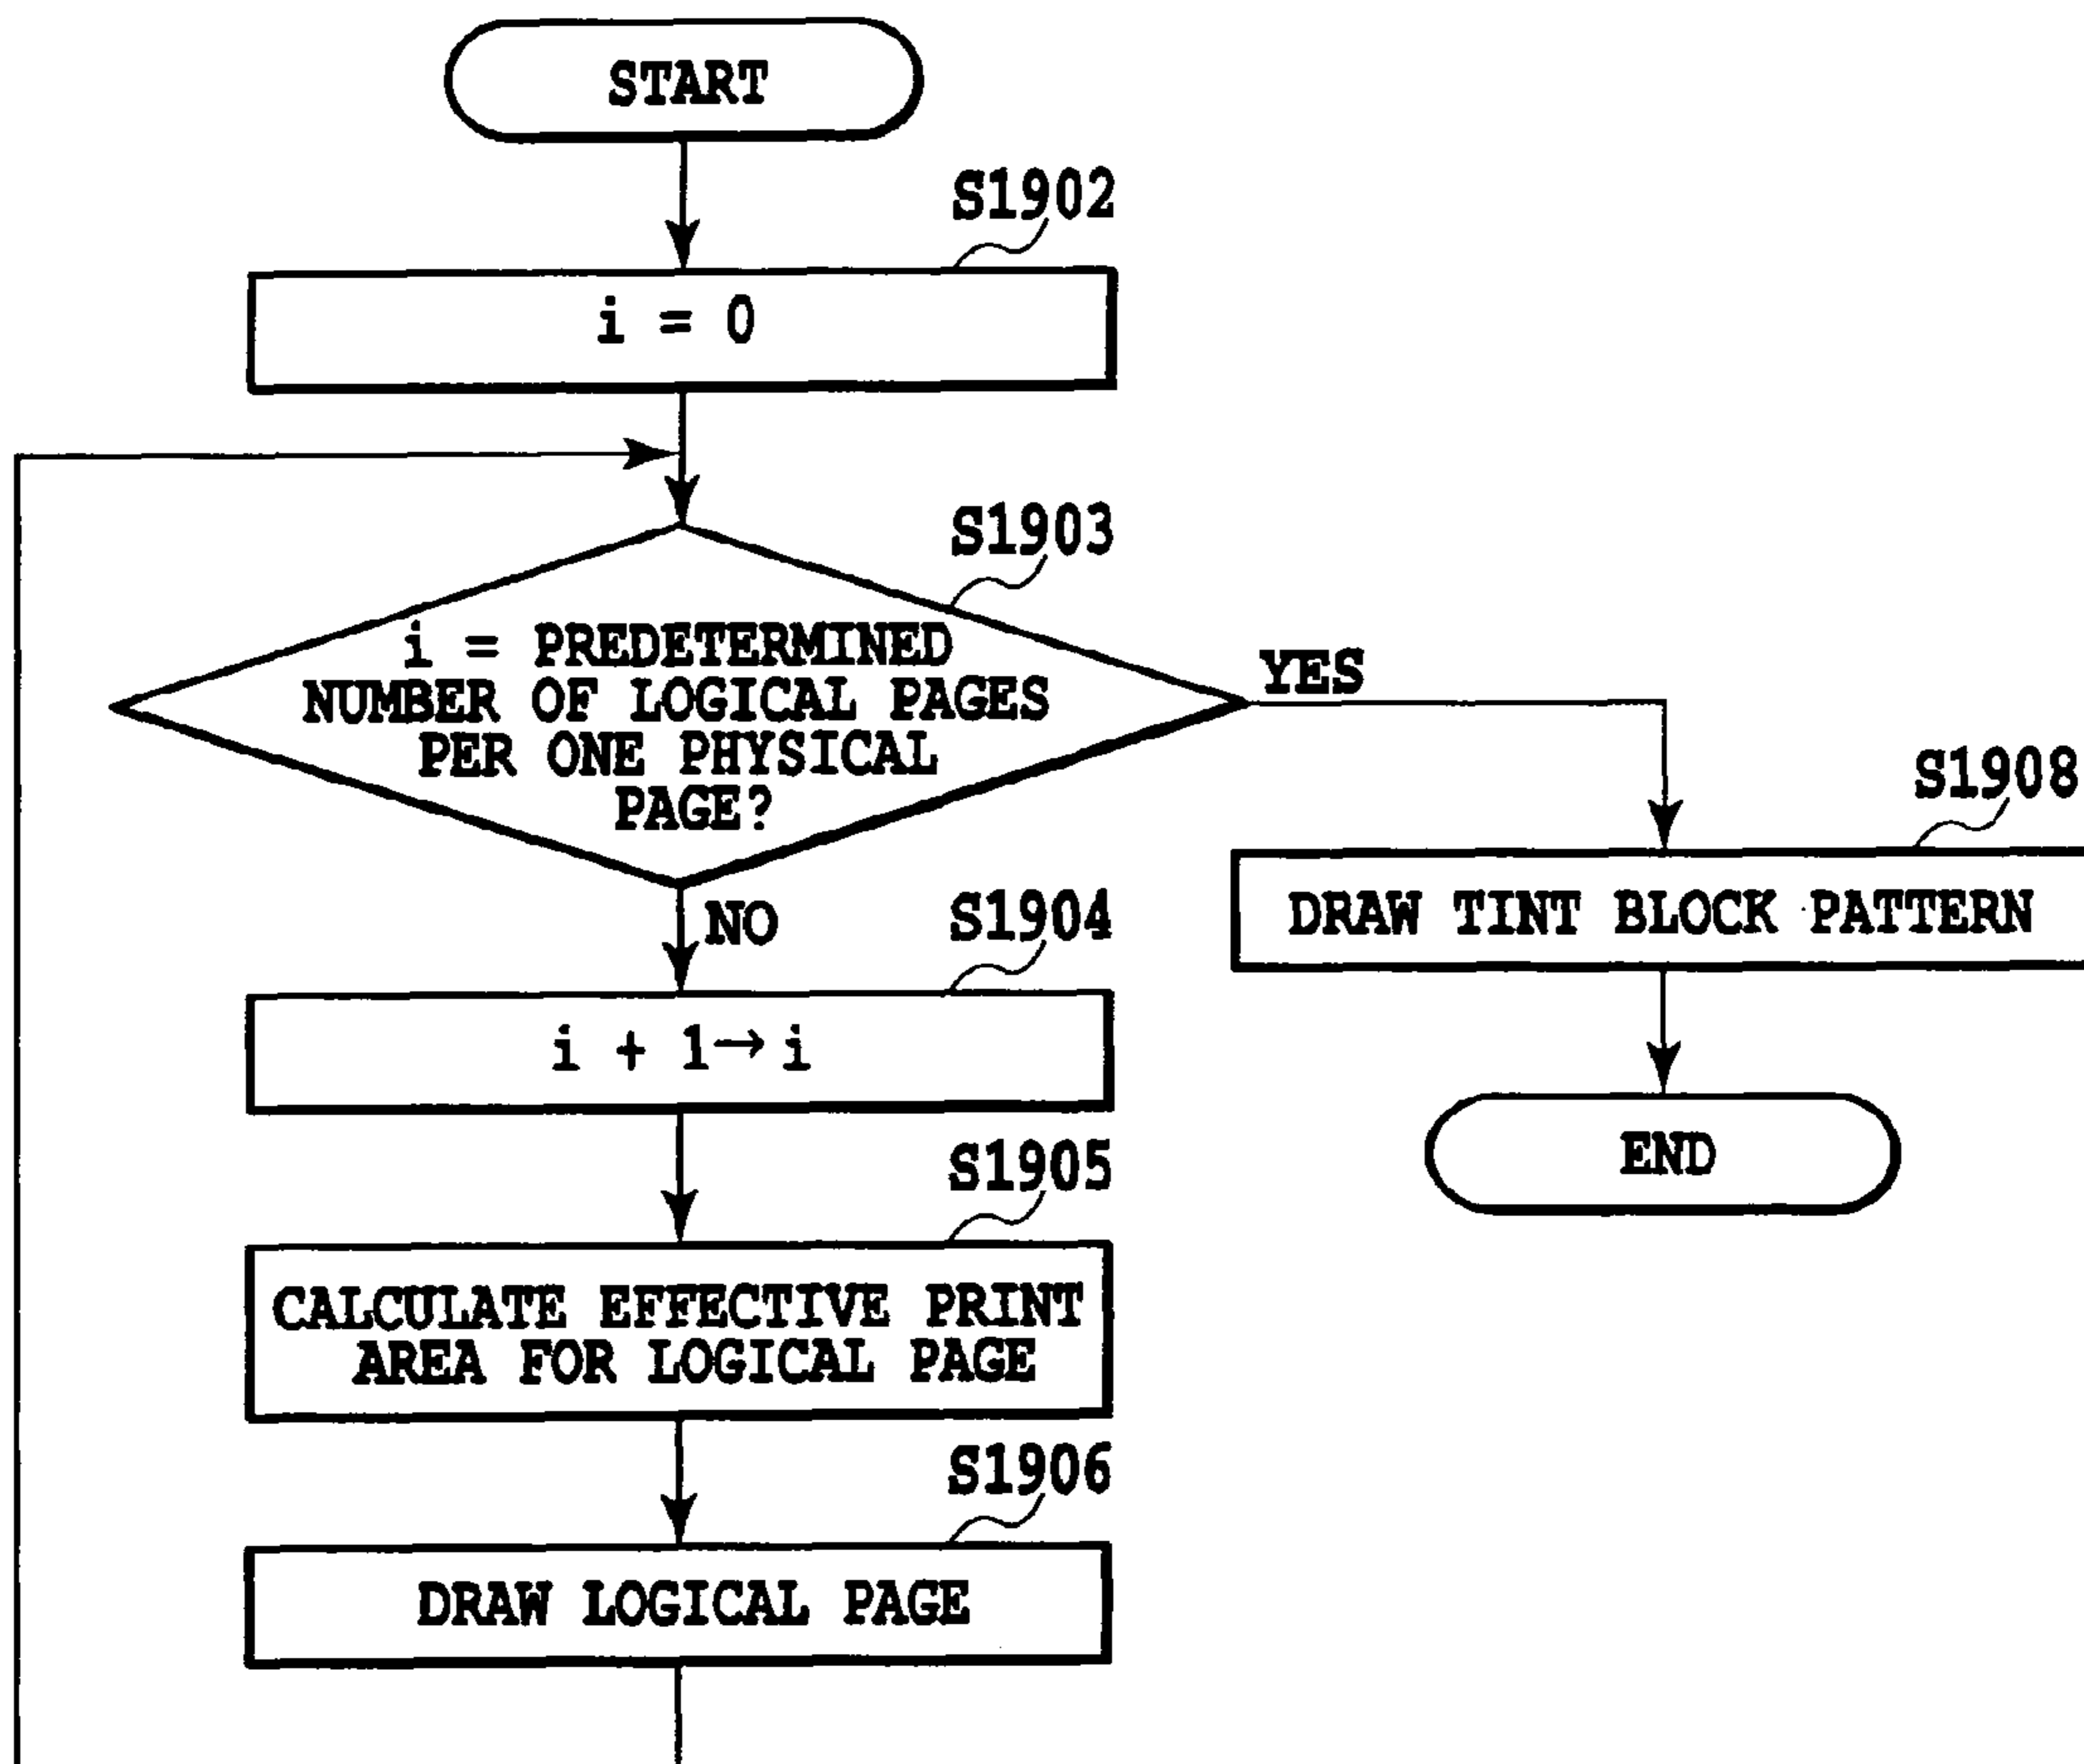 START
S1902
i = 0
S1903
i = PREDETERMINED
NUMBER OF LOGICAL PAGES
PER ONE PHYSICAL
PAGE?
YES
NO
S1904
i + 1→i
S1905
CALCULATE EFFECTIVE PRINT
AREA FOR LOGICAL PAGE
S1906
DRAW LOGICAL PAGE
S1908
DRAW TINT BLOCK PATTERN
END